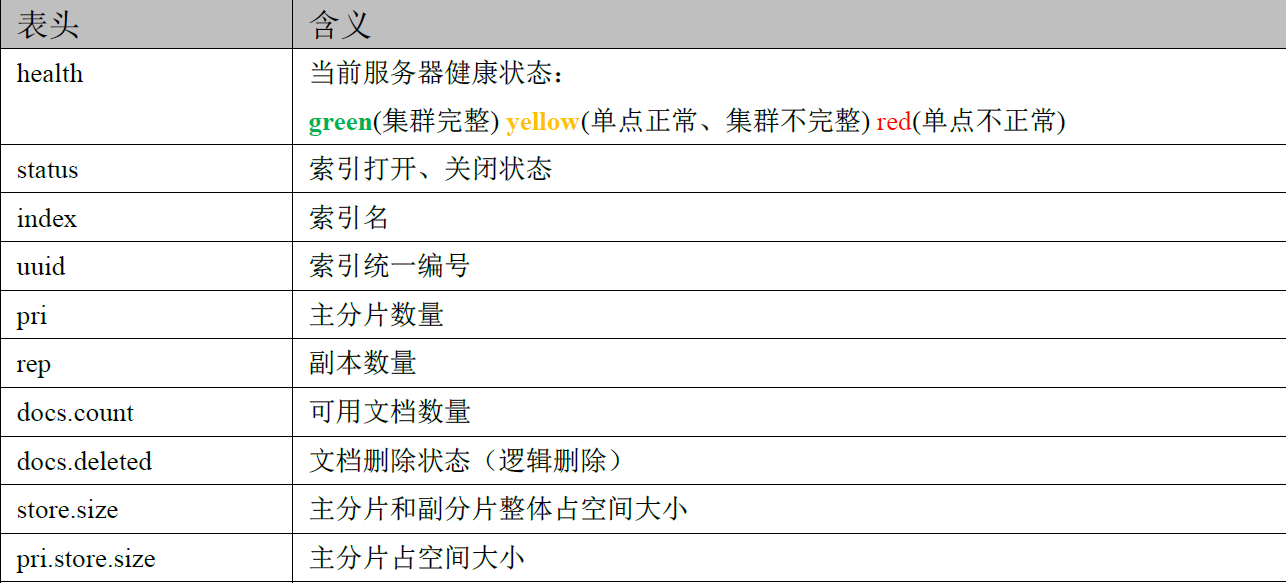 表头 含义
health 当前服务器健康状态：
green(集群完整) yellow(单点正常、集群不完整) red(单点不正常)
status 索引打开、关闭状态
index 索引名
uuid 索引统一编号
pri 主分片数量
rep 副本数量
docs.count 可用文档数量
docs.deleted 文档删除状态（逻辑删除）
store.size 主分片和副分片整体占空间大小
pri.store.size 主分片占空间大小